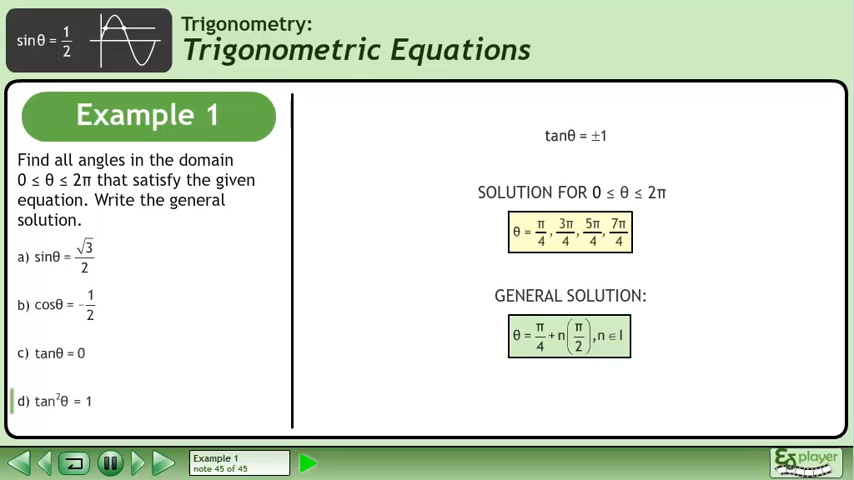 sinθ = 1/2
Trigonometry:
Trigonometric Equations
Example 1
Find all angles in the domain
0 ≤ θ ≤ 2π that satisfy the given
equation. Write the general
solution.
a) sinθ = √3/2
b) cosθ = -1/2
c) tanθ = 0
d) tan²θ = 1
tanθ = ±1
SOLUTION FOR 0 ≤ θ ≤ 2π
θ = π/4, 3π/4, 5π/4, 7π/4
GENERAL SOLUTION:
θ = π/4 + n(π/2), n ∈ I
Example 1
note 45 of 45
player